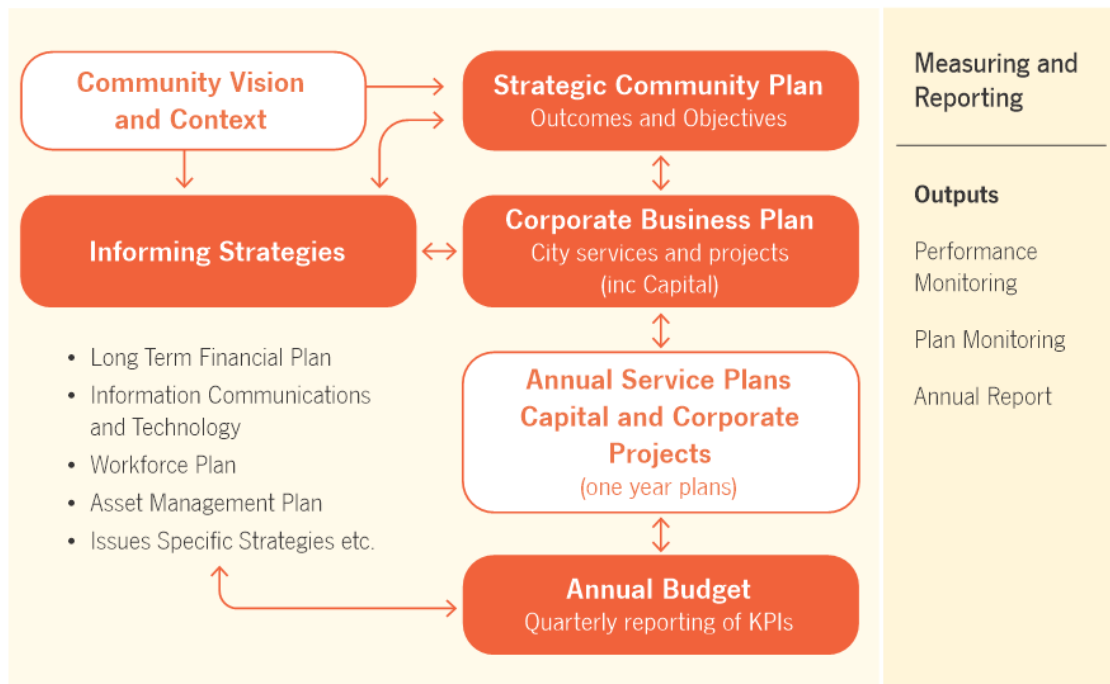 Community Vision
and Context
Strategic Community Plan
Outcomes and Objectives
Informing Strategies
Corporate Business Plan
City services and projects
(inc Capital)
• Long Term Financial Plan
• Information Communications
and Technology
• Workforce Plan
• Asset Management Plan
• Issues Specific Strategies etc.
Annual Service Plans
Capital and Corporate
Projects
(one year plans)
Annual Budget
Quarterly reporting of KPIs
Measuring and
Reporting
Outputs
Performance
Monitoring
Plan Monitoring
Annual Report